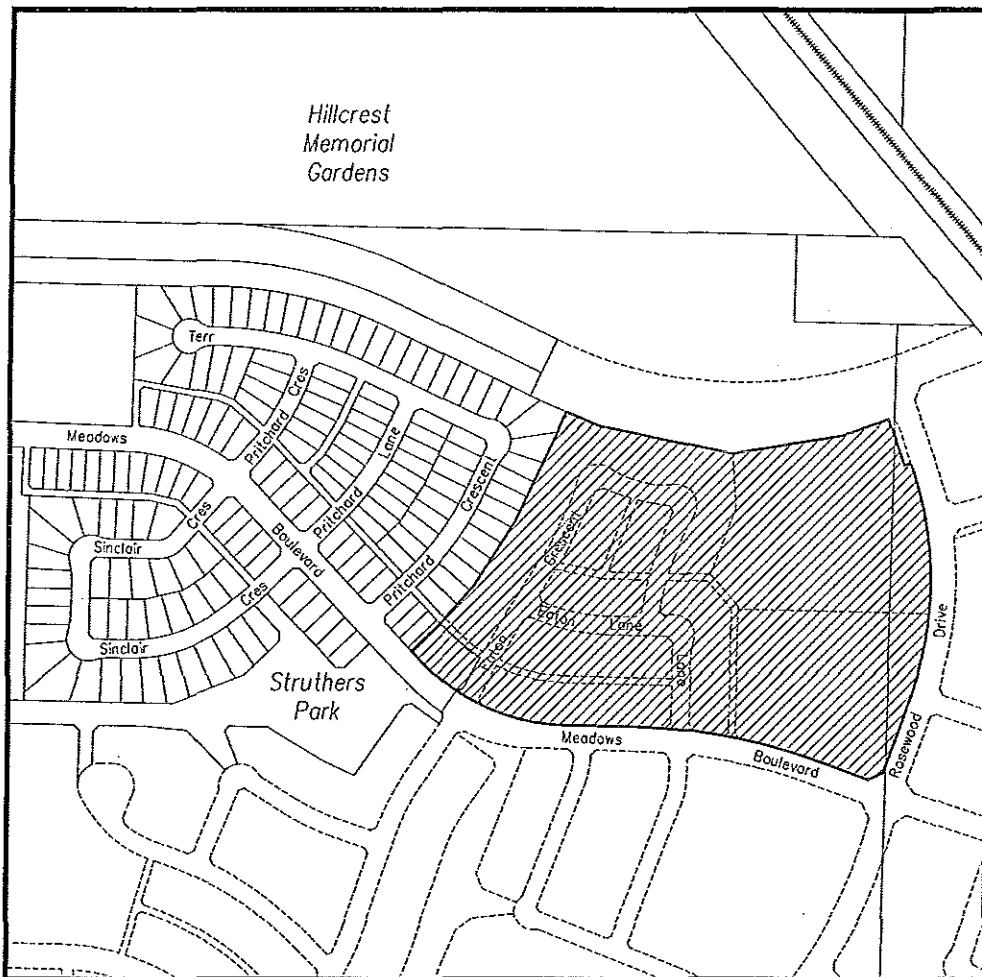 Hillcrest
Memorial
Gardens
Terr
Cres
Pritchard
Lane
Pritchard
Crescent
Pritchard
Meadows
Boulevard
Cres
Sinclair
Cres
Sinclair
Struthers
Park
Crescent
Eaton
Eaton Lane
Lane
Meadows
Boulevard
Drive
Rosewood